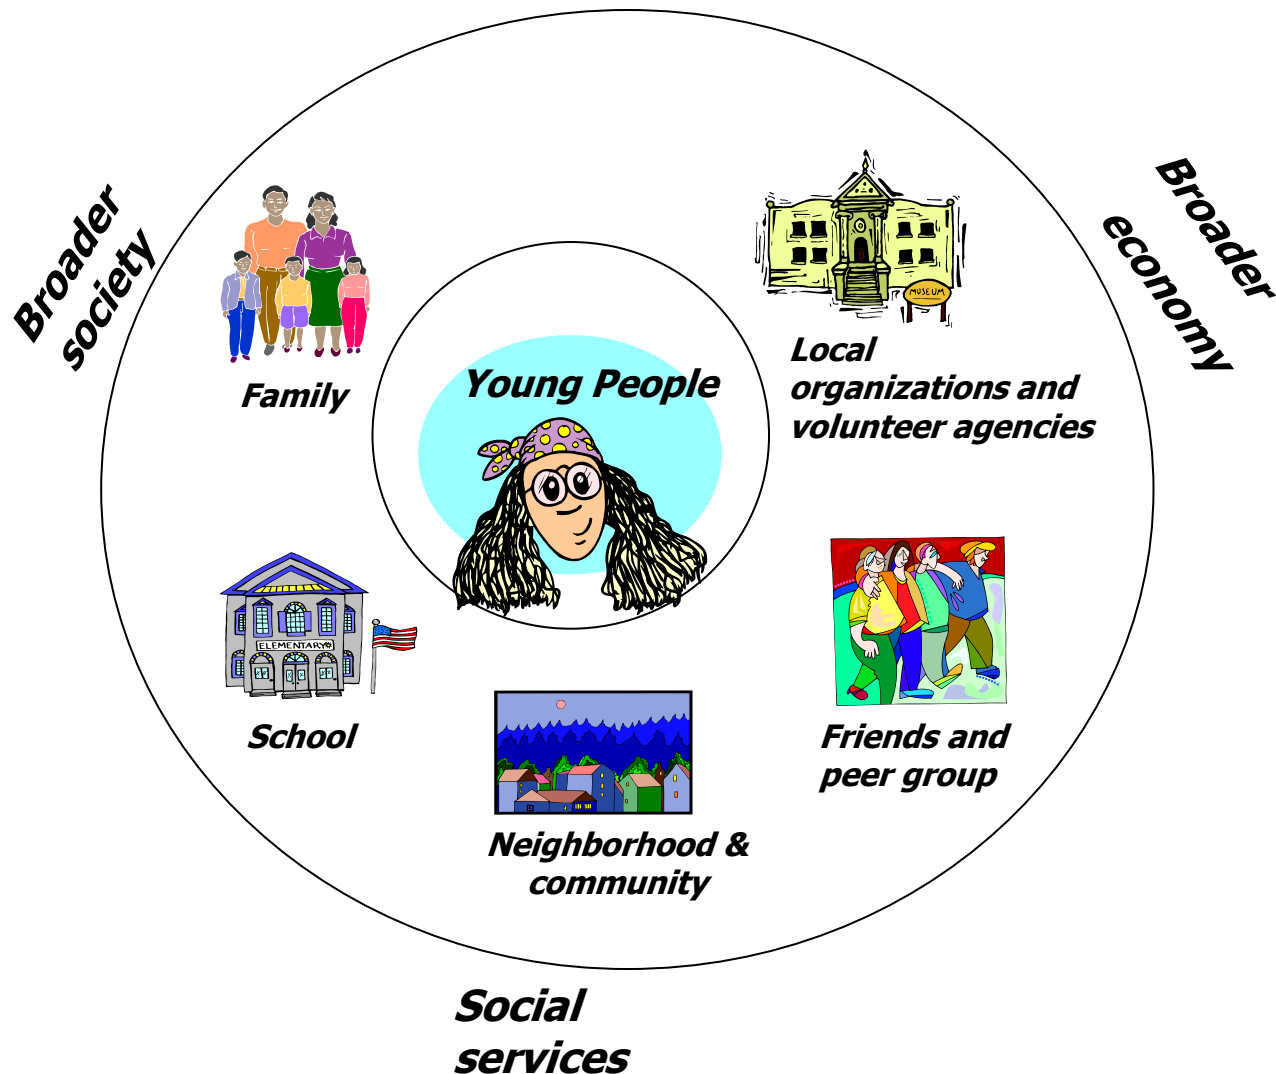 Broader
society
Broader
economy
MUSEUM
Family
Young People
Local
organizations and
volunteer agencies
ELEMENTARY
School
Friends and
peer group
Neighborhood &
community
Social
services